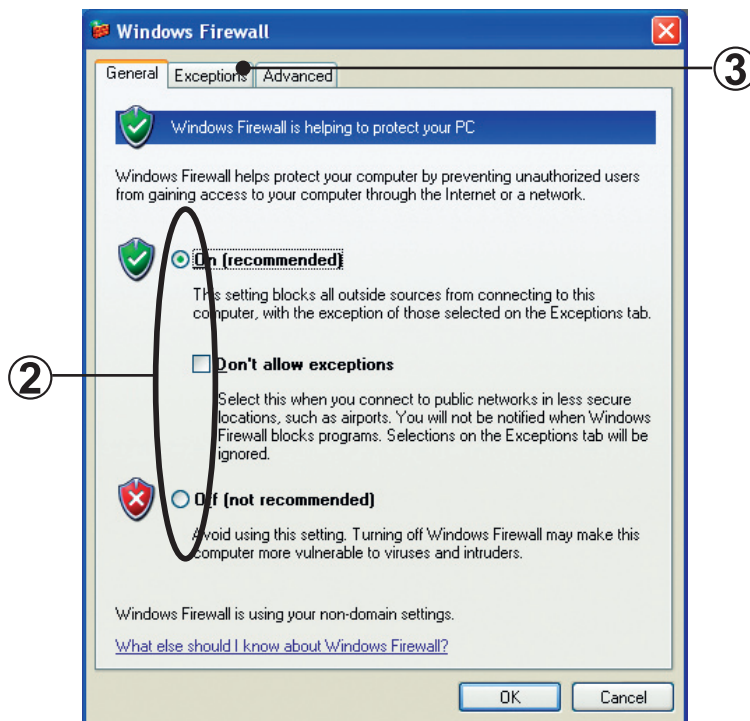 Windows Firewall
General Exceptions Advanced
3
Windows Firewall is helping to protect your PC
Windows Firewall helps protect your computer by preventing unauthorized users
from gaining access to your computer through the Internet or a network.
On (recommended)
This setting blocks all outside sources from connecting to this
computer, with the exception of those selected on the Exceptions tab.
2
Don't allow exceptions
Select this when you connect to public networks in less secure
locations, such as airports. You will not be notified when Windows
Firewall blocks programs. Selections on the Exceptions tab will be
ignored.
Off (not recommended)
Avoid using this setting. Turning off Windows Firewall may make this
computer more vulnerable to viruses and intruders.
Windows Firewall is using your non-domain settings.
What else should I know about Windows Firewall?
OK Cancel